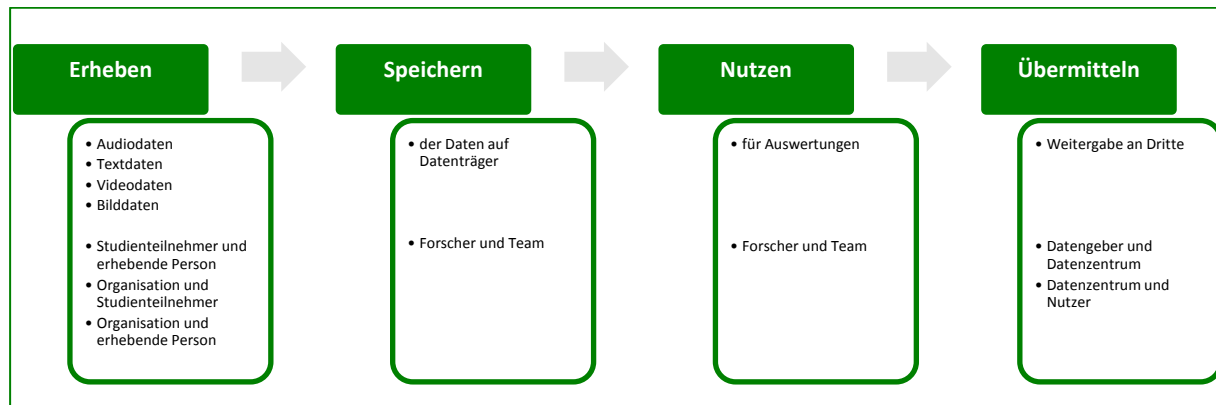 Erheben
• Audiodaten
• Textdaten
• Videodaten
• Bilddaten
• Studienteilnehmer und
erhebende Person
• Organisation und
Studienteilnehmer
• Organisation und
erhebende Person
Speichern
• der Daten auf
Datenträger
• Forscher und Team
Nutzen
• für Auswertungen
• Forscher und Team
Übermitteln
• Weitergabe an Dritte
• Datengeber und
Datenzentrum
• Datenzentrum und
Nutzer